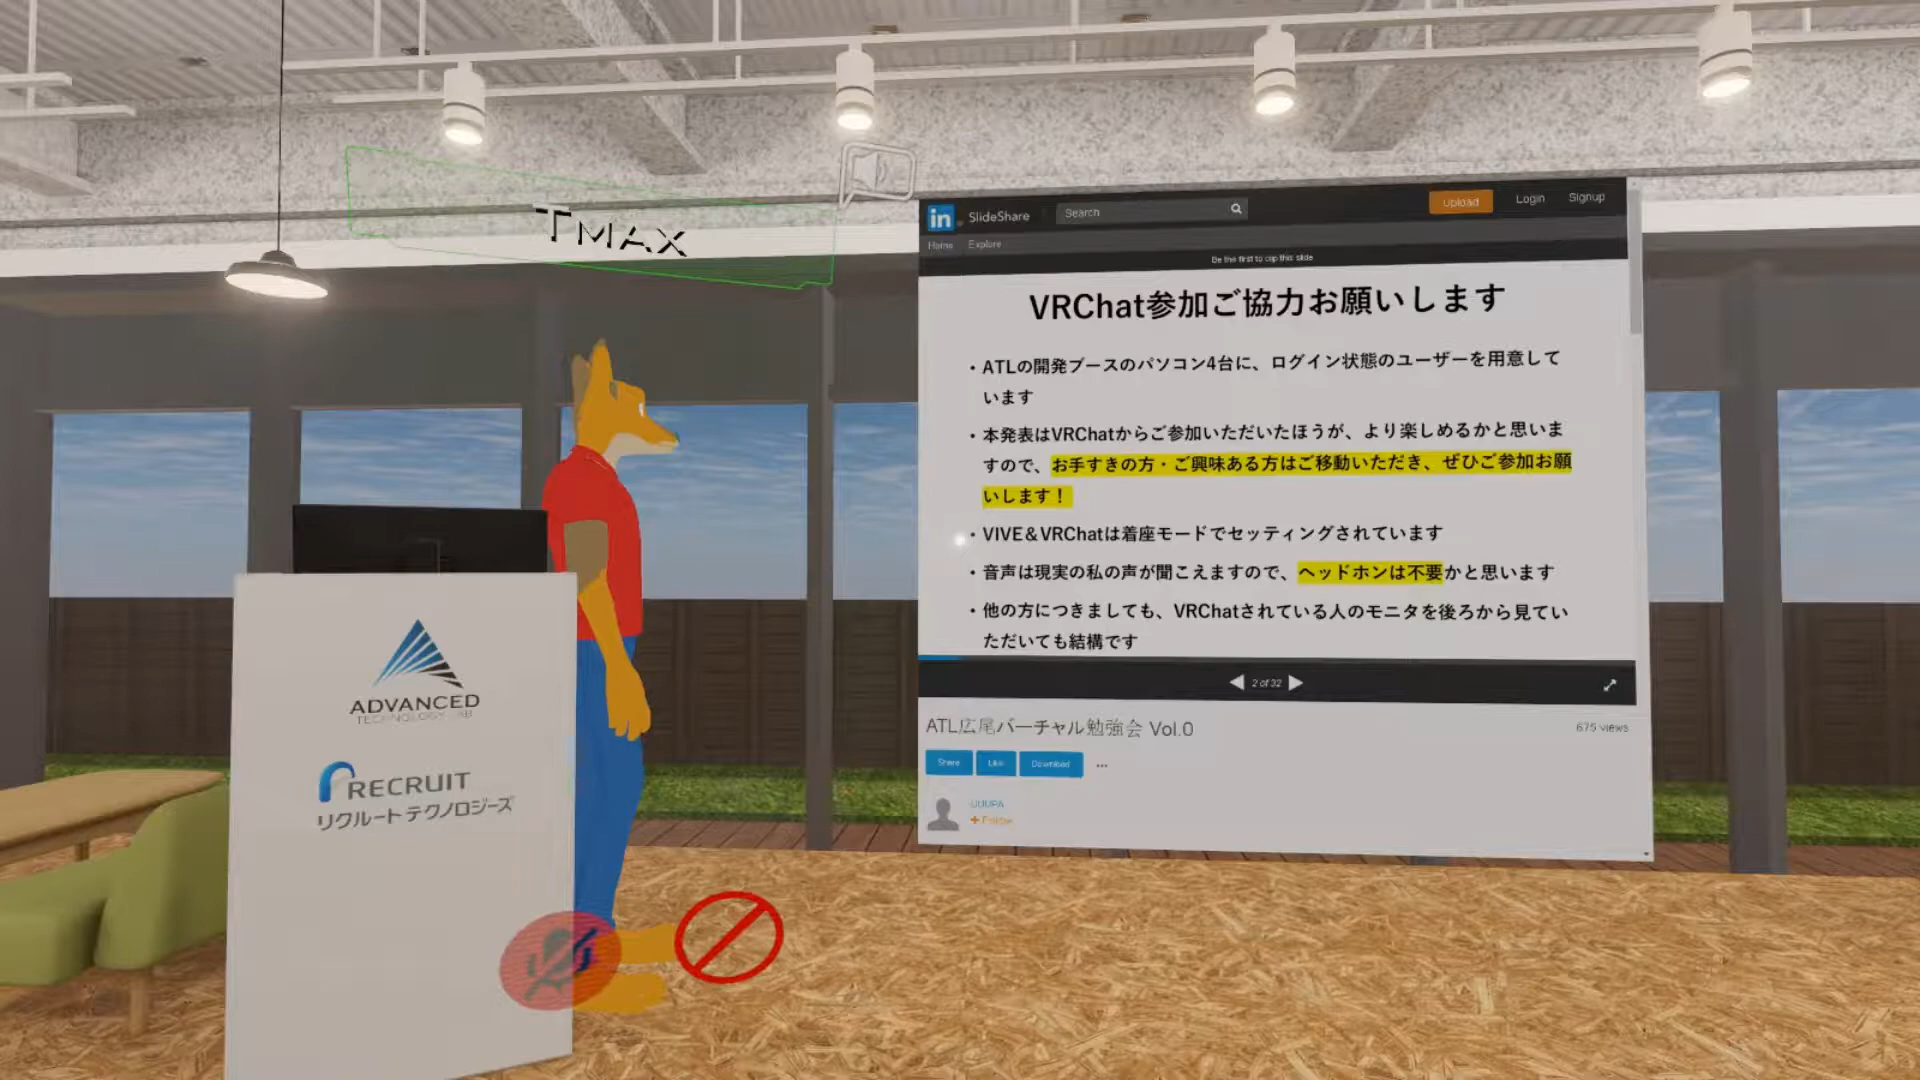 TMAX
in SlideShare
Search
Upload
Login
Signup
Home
Explore
Be the first to clip this slide
VRChat参加ご協力お願いします
・ATLの開発ブースのパソコン4台に、ログイン状態のユーザーを用意して
います
・本発表はVRChatからご参加いただいたほうが、より楽しめるかと思いま
すので、お手すきの方・ご興味ある方はご移動いただき、ぜひご参加お願
いします！
・VIVE＆VRChatは着座モードでセッティングされています
・音声は現実の私の声が聞こえますので、ヘッドホンは不要かと思います
・他の方につきましても、VRChatされている人のモニタを後ろから見てい
ただいても結構です
2 of 32
ATL広尾バーチャル勉強会 Vol.0
675 views
Share
Like
Download
...
UUUPA
+ Follow
ADVANCED
TECHNOLOGY LAB
RECRUIT
リクルートテクノロジーズ